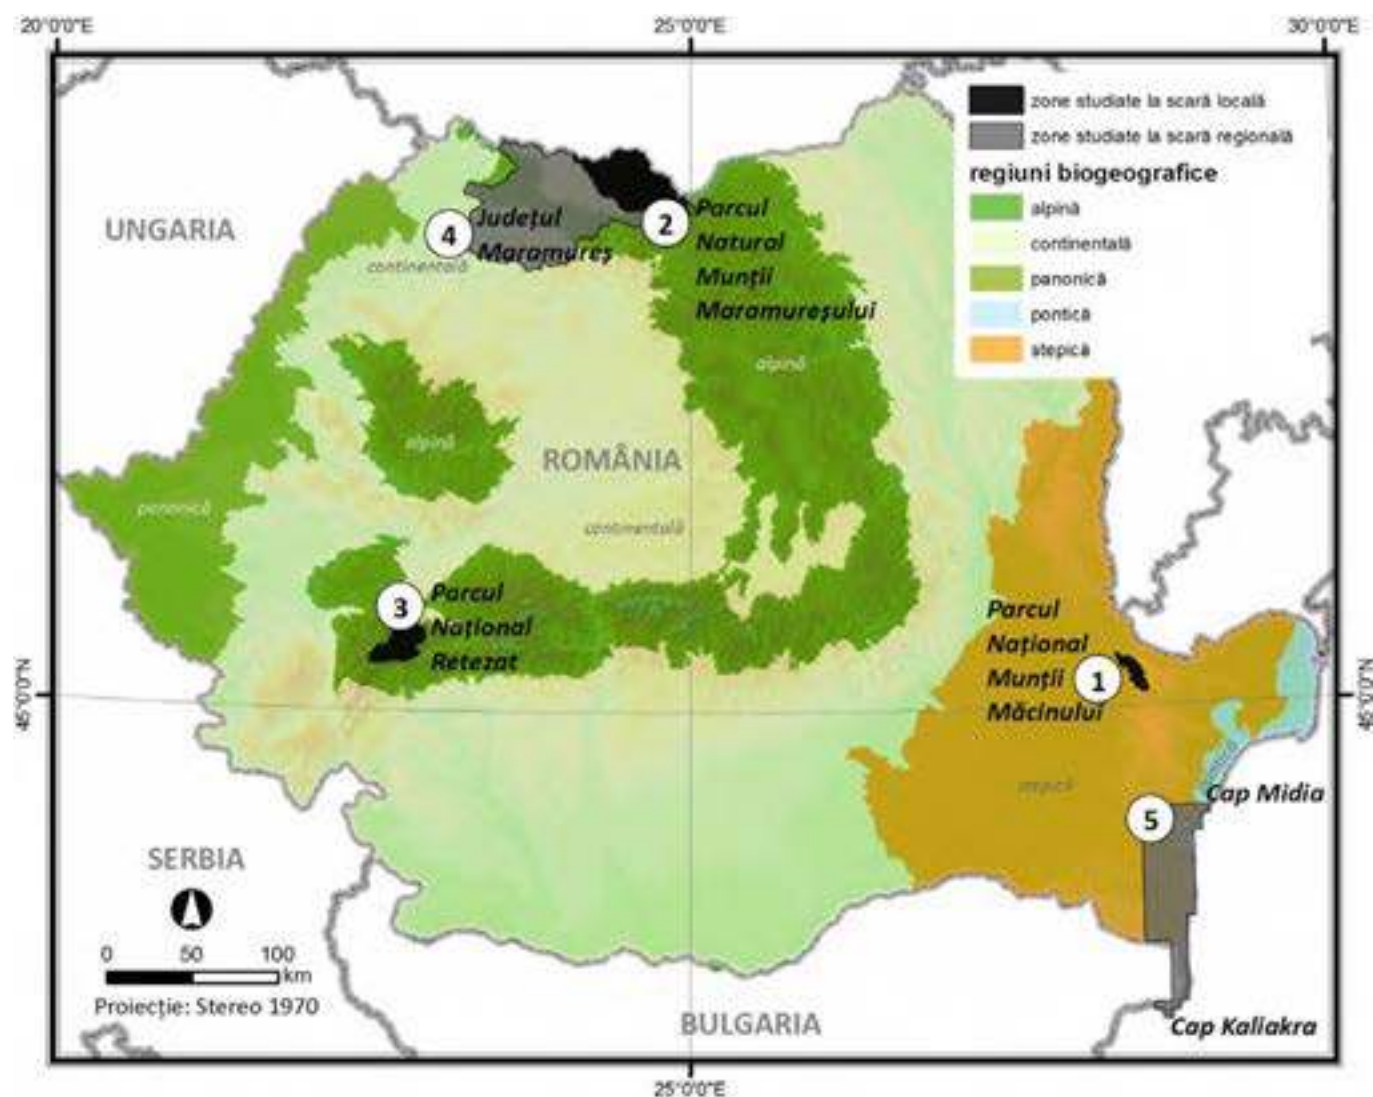 20°0'0"E
25°0'0"E
30°0'0"E
zone studiate la scară locală
zone studiate la scară regională
regiuni biogeografice
alpină
continentală
panonică
pontică
stepică
UNGARIA
4
Județul
Maramureș
continentală
2
Parcul
Natural
Munții
Maramureșului
alpină
alpină
ROMÂNIA
panonică
continentală
3
Parcul
Național
Retezat
Parcul
Național
Munții
Măcinului
1
45°0'0"N
45°0'0"N
stepică
5
Cap Midia
SERBIA
0 50 100
km
Proiecție: Stereo 1970
BULGARIA
Cap Kaliakra
25°0'0"E